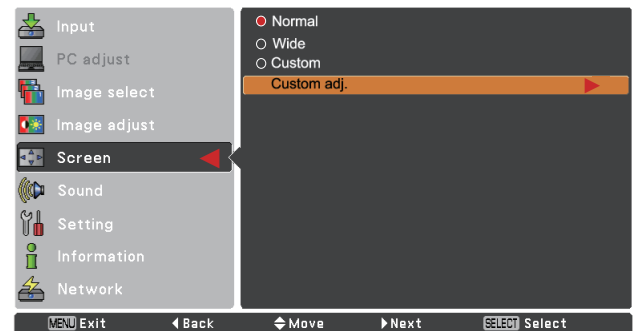 Input
PC adjust
Image select
Image adjust
Screen
Sound
Setting
Information
Network
Normal
Wide
Custom
Custom adj.
MENU Exit Back Move Next SELECT Select